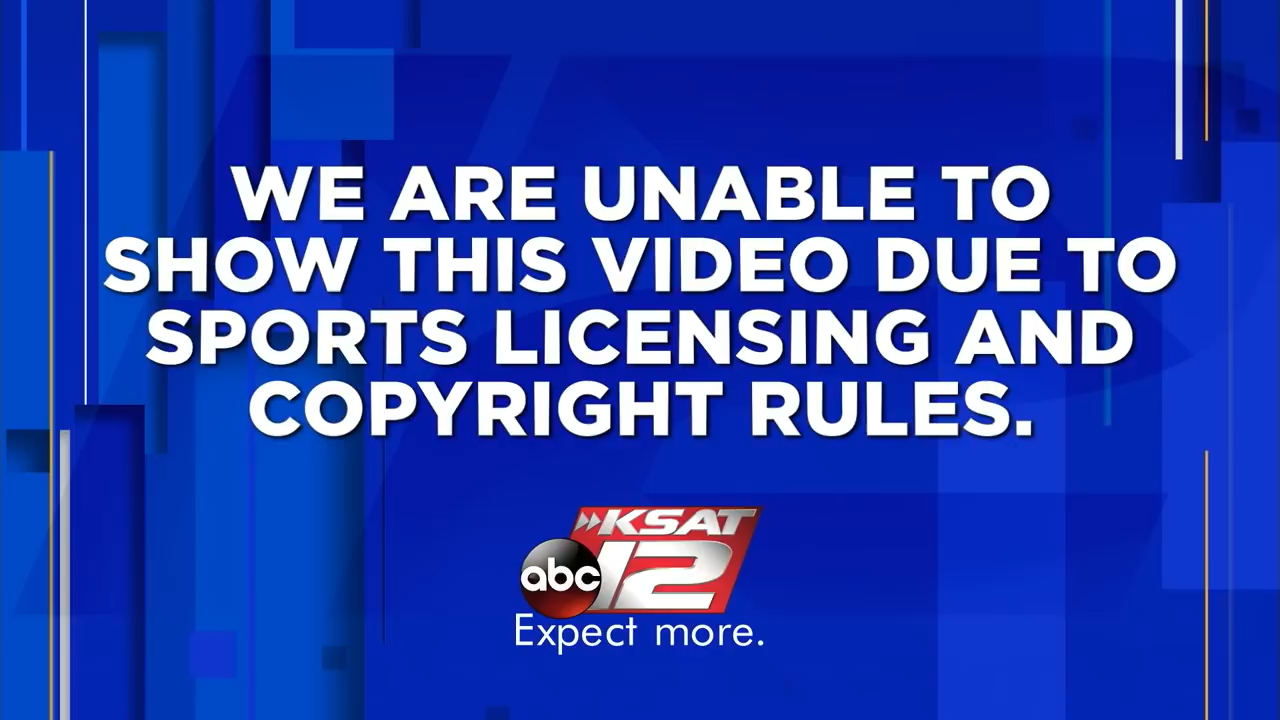 WE ARE UNABLE TO
SHOW THIS VIDEO DUE TO
SPORTS LICENSING AND
COPYRIGHT RULES.
KSAT
abc 12
Expect more.